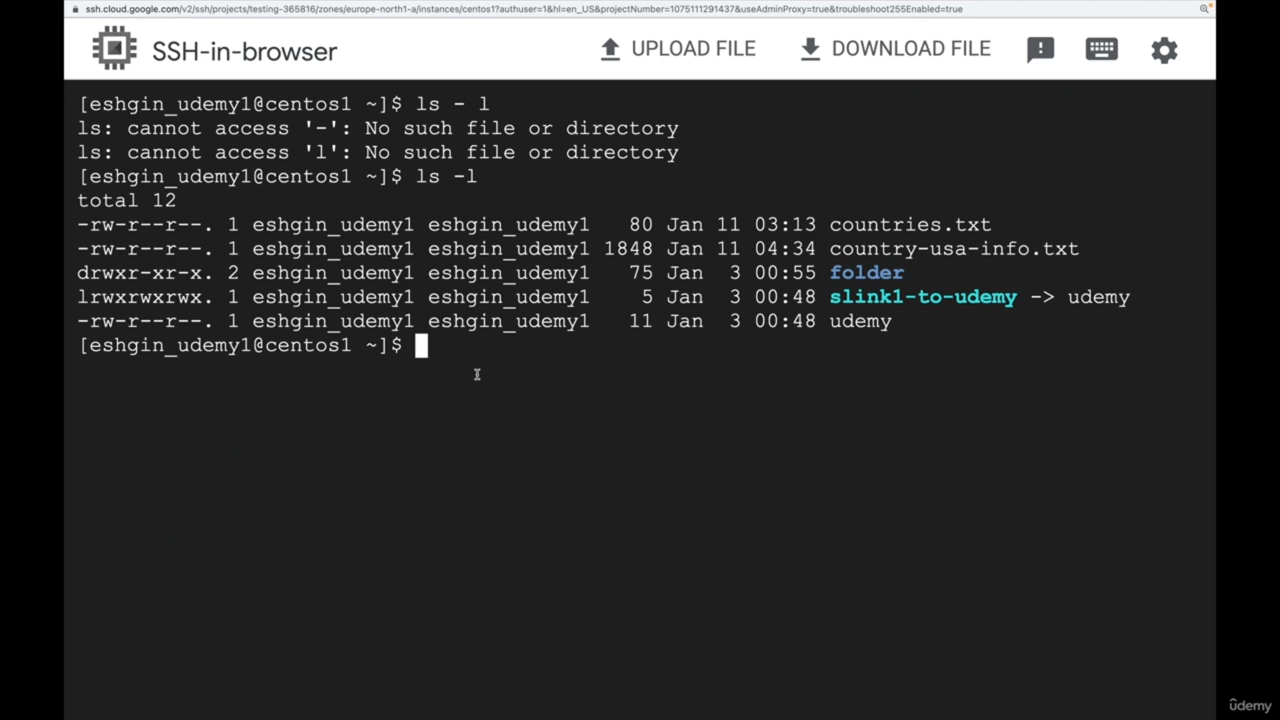 ssh.cloud.google.com/v2/ssh/projects/testing-365816/zones/europe-north1-a/instances/centos1?authuser=1&hl=en_US&projectNumber=1075111291437&useAdminProxy=true&troubleshoot255Enabled=true
SSH-in-browser UPLOAD FILE DOWNLOAD FILE
[eshgin_udemy1@centos1 ~]$ ls - l
ls: cannot access '-': No such file or directory
ls: cannot access 'l': No such file or directory
[eshgin_udemy1@centos1 ~]$ ls -l
total 12
-rw-r--r--. 1 eshgin_udemy1 eshgin_udemy1   80 Jan 11 03:13 countries.txt
-rw-r--r--. 1 eshgin_udemy1 eshgin_udemy1 1848 Jan 11 04:34 country-usa-info.txt
drwxr-xr-x. 2 eshgin_udemy1 eshgin_udemy1   75 Jan  3 00:55 folder
lrwxrwxrwx. 1 eshgin_udemy1 eshgin_udemy1    5 Jan  3 00:48 slink1-to-udemy -> udemy
-rw-r--r--. 1 eshgin_udemy1 eshgin_udemy1   11 Jan  3 00:48 udemy
[eshgin_udemy1@centos1 ~]$
udemy